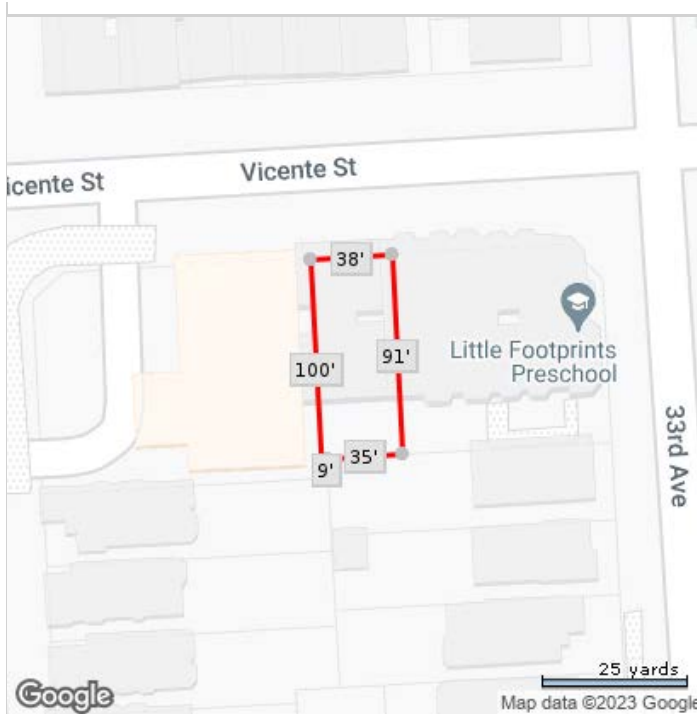 icente St
Vicente St
38'
100'
91'
Little Footprints
Preschool
9'
35'
33rd Ave
25 yards
Google
Map data ©2023 Google